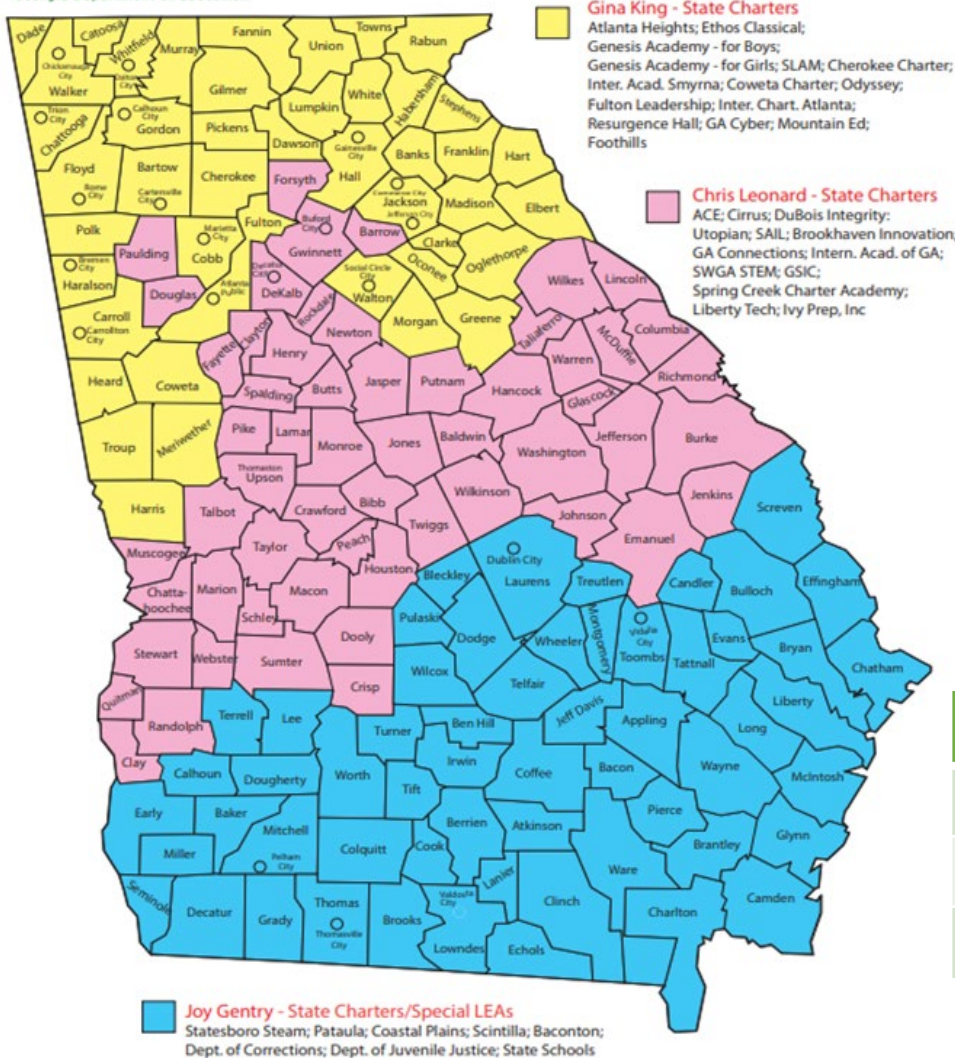 Gina King - State Charters
Atlanta Heights; Ethos Classical;
Genesis Academy - for Boys;
Genesis Academy - for Girls; SLAM; Cherokee Charter;
Inter. Acad. Smyrna; Coweta Charter; Odyssey;
Fulton Leadership; Inter. Chart. Atlanta;
Resurgence Hall; GA Cyber; Mountain Ed;
Foothills
Chris Leonard - State Charters
ACE; Cirrus; DuBois Integrity:
Utopian; SAIL; Brookhaven Innovation;
GA Connections; Intern. Acad. of GA;
SWGA STEM; GSIC;
Spring Creek Charter Academy;
Liberty Tech; Ivy Prep, Inc
Dade
Catoosa
Whitfield
Murray
Fannin
Union
Towns
Rabun
Chickamauga
City
Dalton
City
Walker
Gilmer
Lumpkin
White
Habersham
Stephens
Trion
City
Chattooga
Calhoun
City
Gordon
Pickens
Dawson
Gainesville
City
Hall
Banks
Franklin
Hart
Floyd
Rome
City
Bartow
Cartersville
City
Cherokee
Forsyth
Commerce City
Jackson
Jefferson City
Madison
Elbert
Polk
Paulding
Marietta
City
Cobb
Fulton
Buford
City
Gwinnett
Barrow
Clarke
Oconee
Oglethorpe
Bremen
City
Haralson
Douglas
Atlanta
Public
Decatur
City
DeKalb
Rockdale
Social Circle
City
Walton
Morgan
Greene
Wilkes
Lincoln
Carroll
Carrollton
City
Fayette
Clayton
Henry
Newton
Taliaferro
McDuffie
Columbia
Warren
Richmond
Heard
Coweta
Spalding
Butts
Jasper
Putnam
Hancock
Glascock
Troup
Meriwether
Pike
Lamar
Monroe
Jones
Baldwin
Washington
Jefferson
Burke
Thomaston
Upson
Harris
Talbot
Crawford
Bibb
Twiggs
Wilkinson
Johnson
Emanuel
Jenkins
Screven
Muscogee
Taylor
Peach
Houston
Bleckley
Dublin City
Laurens
Treutlen
Candler
Bulloch
Effingham
Chatta-
hoochee
Marion
Schley
Macon
Dooly
Pulaski
Dodge
Wheeler
Montgomery
Vidalia
City
Toombs
Tattnall
Evans
Bryan
Chatham
Stewart
Webster
Sumter
Crisp
Wilcox
Telfair
Jeff Davis
Appling
Long
Liberty
Quitman
Randolph
Terrell
Lee
Turner
Ben Hill
Irwin
Coffee
Bacon
Wayne
McIntosh
Clay
Calhoun
Dougherty
Worth
Tift
Early
Baker
Mitchell
Pelham
City
Miller
Colquitt
Cook
Berrien
Atkinson
Pierce
Brantley
Glynn
Ware
Seminole
Decatur
Grady
Thomas
Thomasville
City
Brooks
Valdosta
City
Lowndes
Lanier
Echols
Clinch
Charlton
Camden
Joy Gentry - State Charters/Special LEAs
Statesboro Steam; Pataula; Coastal Plains; Scintilla; Baconton;
Dept. of Corrections; Dept. of Juvenile Justice; State Schools